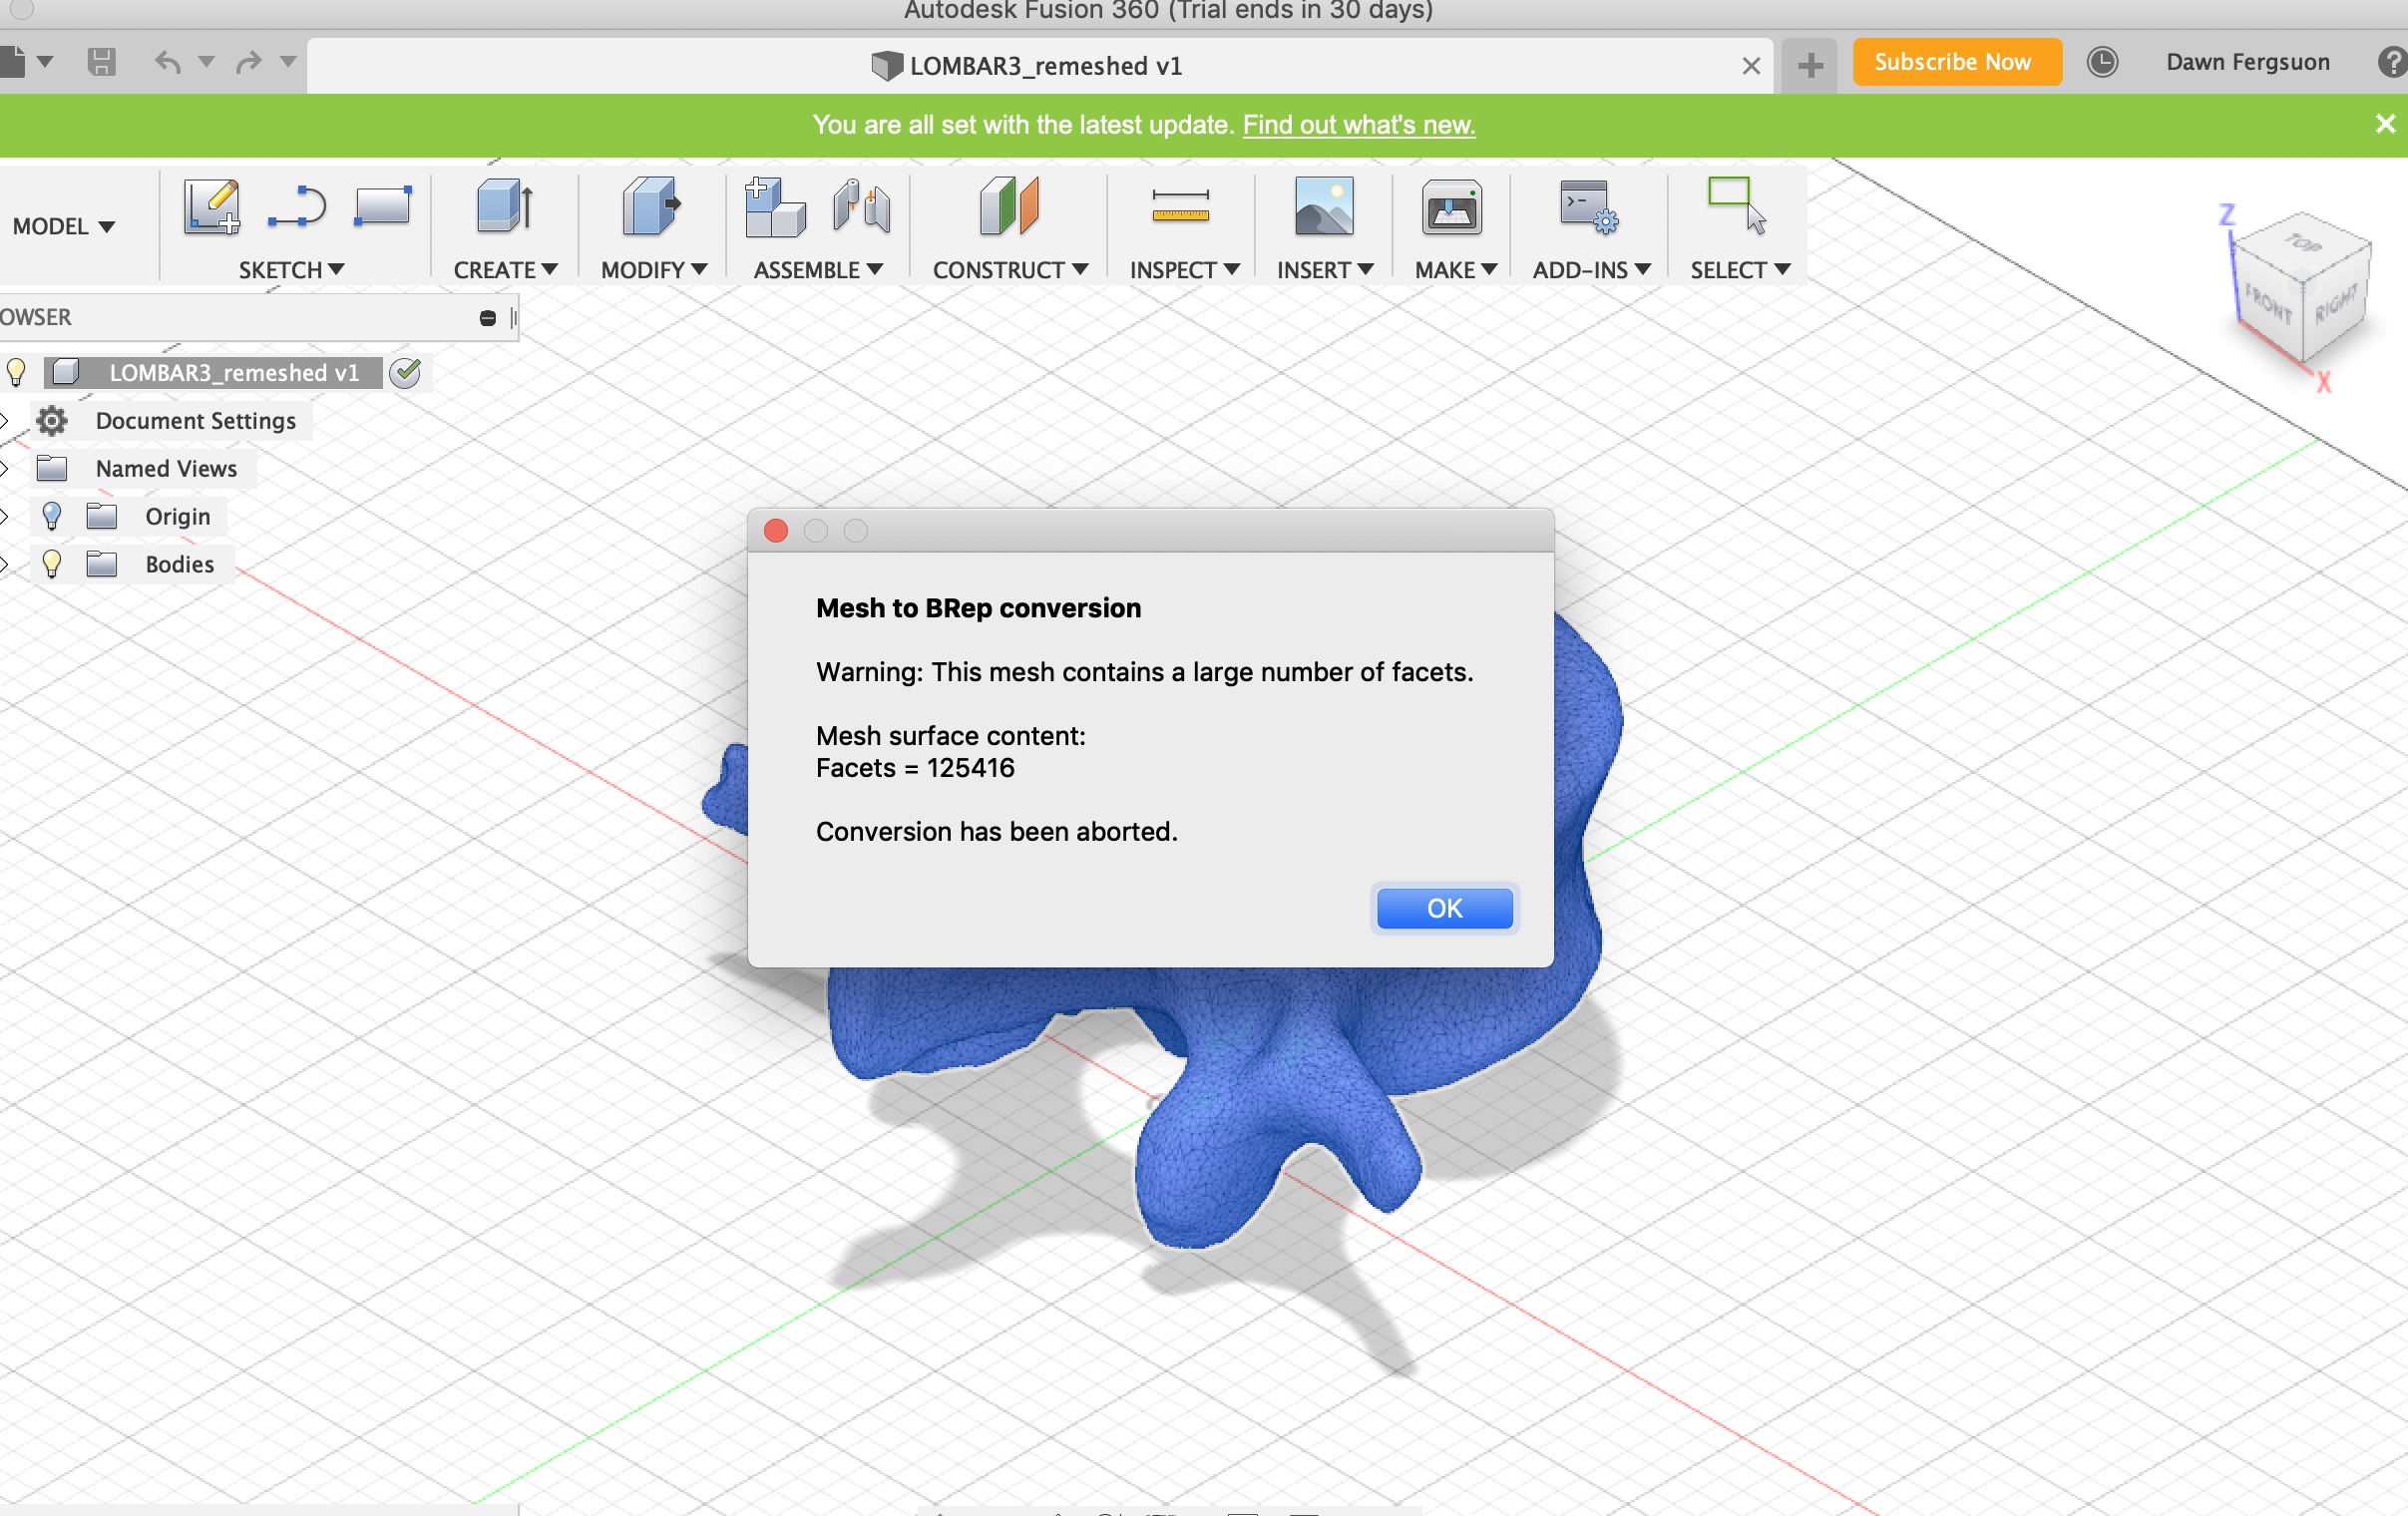 Autodesk Fusion 360 (Trial ends in 30 days)
LOMBAR3_remeshed v1
Subscribe Now
Dawn Fergsuon
?
You are all set with the latest update. Find out what's new.
MODEL
SKETCH
CREATE
MODIFY
ASSEMBLE
CONSTRUCT
INSPECT
INSERT
MAKE
ADD-INS
SELECT
Z
TOP
FRONT
RIGHT
X
OWSER
LOMBAR3_remeshed v1
Document Settings
Named Views
Origin
Bodies
Mesh to BRep conversion
Warning: This mesh contains a large number of facets.
Mesh surface content:
Facets = 125416
Conversion has been aborted.
OK